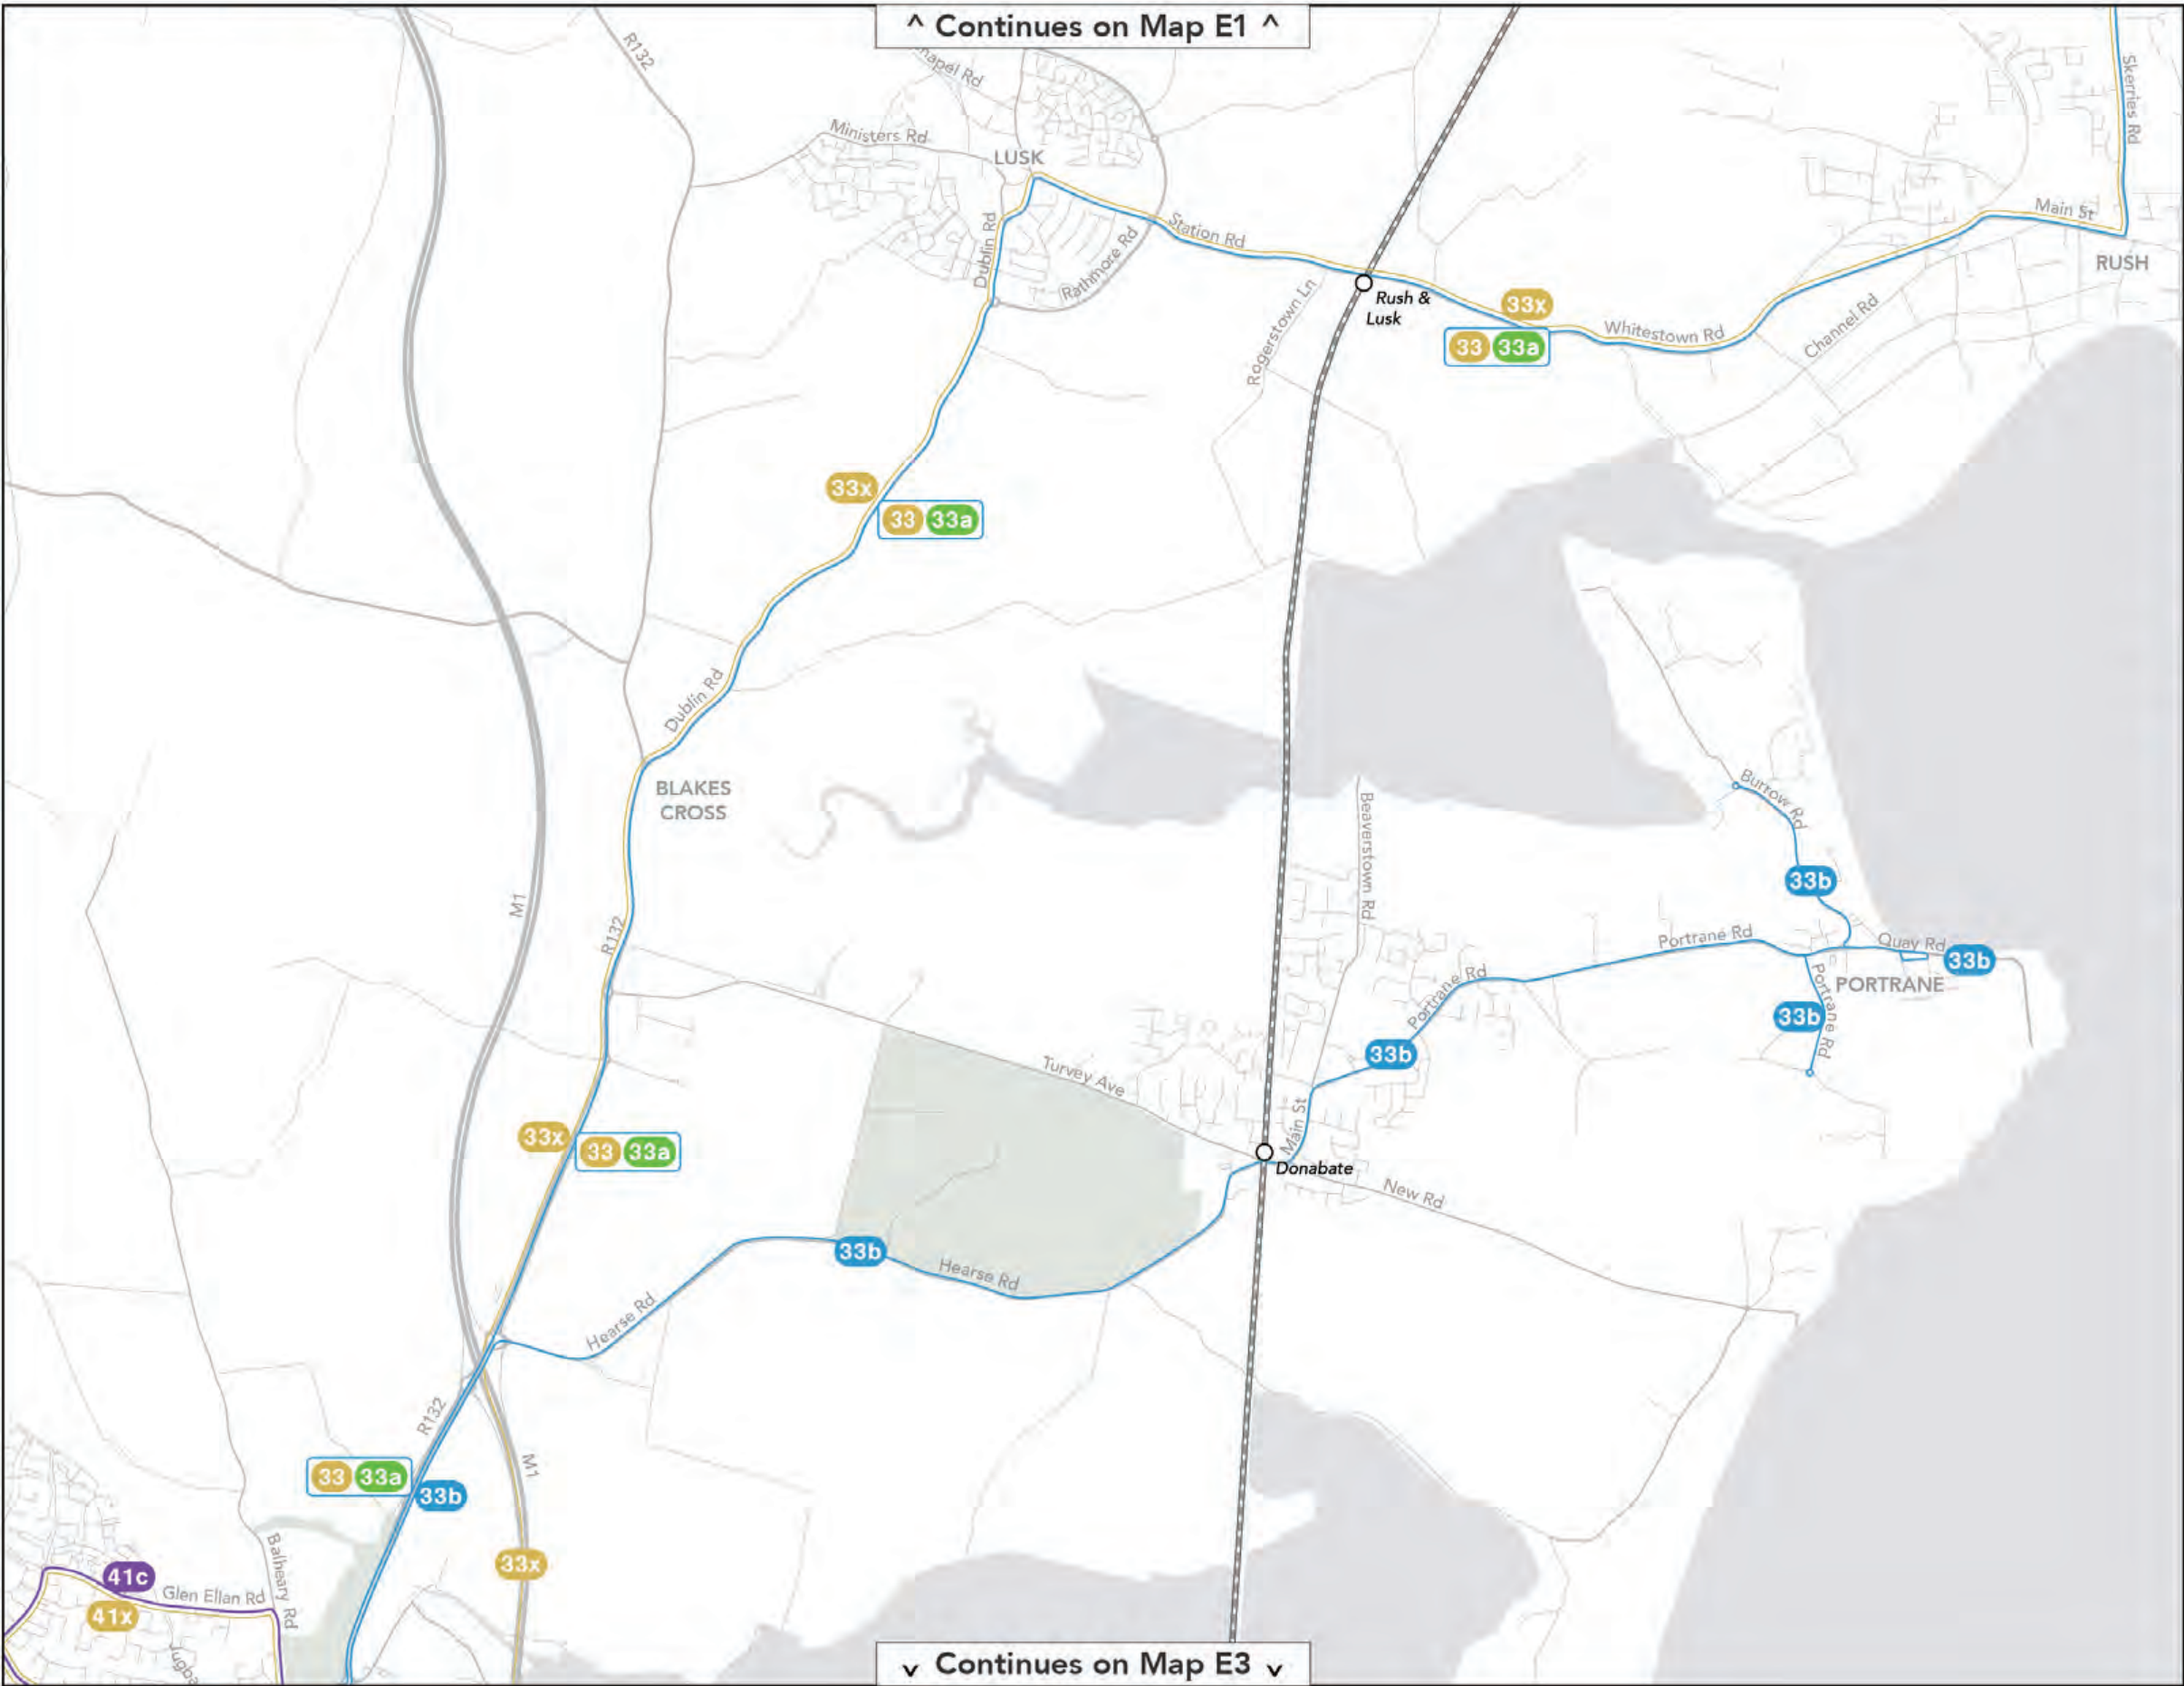 ^ Continues on Map E1 ^
R132
Skerries Rd
Ministers Rd
LUSK
Main St
Dublin Rd
Station Rd
Rathmore Rd
RUSH
Rogerstown Ln
Rush &
Lusk
33x
33 33a
Whitestown Rd
Channel Rd
33x
33 33a
Dublin Rd
BLAKES
CROSS
Burrow Rd
Beaverstown Rd
33b
M1
R132
Portrane Rd
Quay Rd
33b
Portrane Rd
PORTRANE
Portrane Rd
33b
33b
Turvey Ave
Main St
33x
33 33a
Donabate
New Rd
33b
Hearse Rd
Hearse Rd
R132
M1
33 33a
33b
33x
Balheary Rd
41c
Glen Ellan Rd
41x
v Continues on Map E3 v